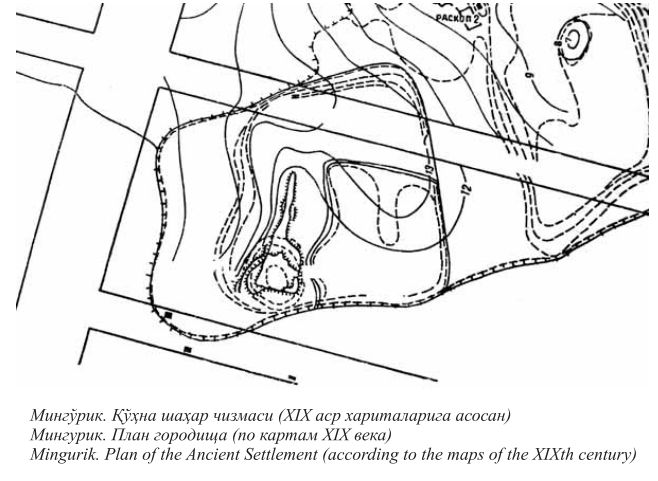 РАСКОП 2
8
9
13
12
Мингўрик. Қўҳна шаҳар чизмаси (XIX аср хариталарига асосан)
Мингурик. План городища (по картам XIX века)
Mingurik. Plan of the Ancient Settlement (according to the maps of the XIXth century)